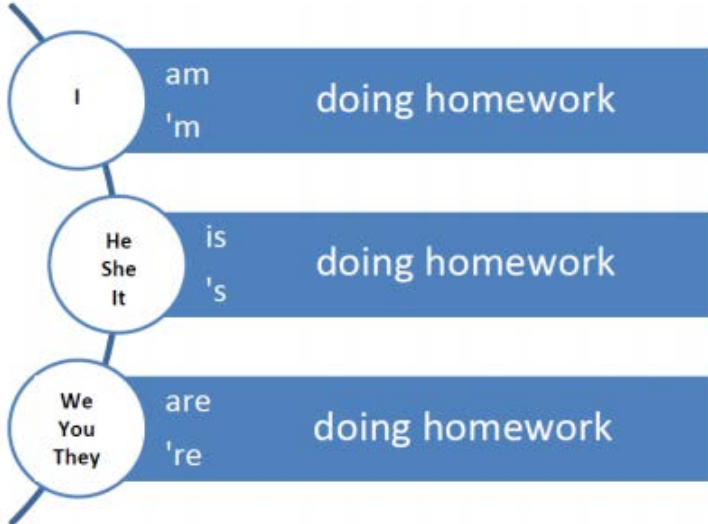 I
am
'm
doing homework
He
She
It
is
's
doing homework
We
You
They
are
're
doing homework